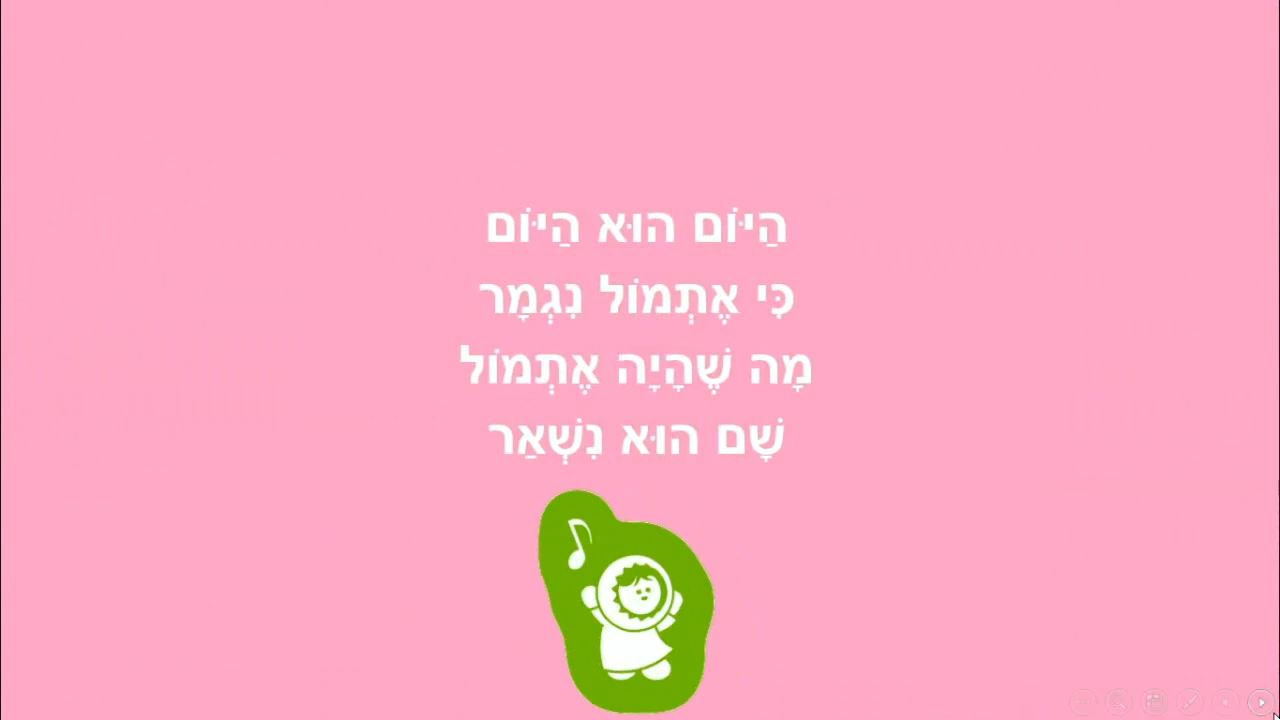 הַיּוֹם הוּא הַיּוֹם
כִּי אֶתְמוֹל נִגְמָר
מָה שֶׁהָיָה אֶתְמוֹל
שָׁם הוּא נִשְׁאַר